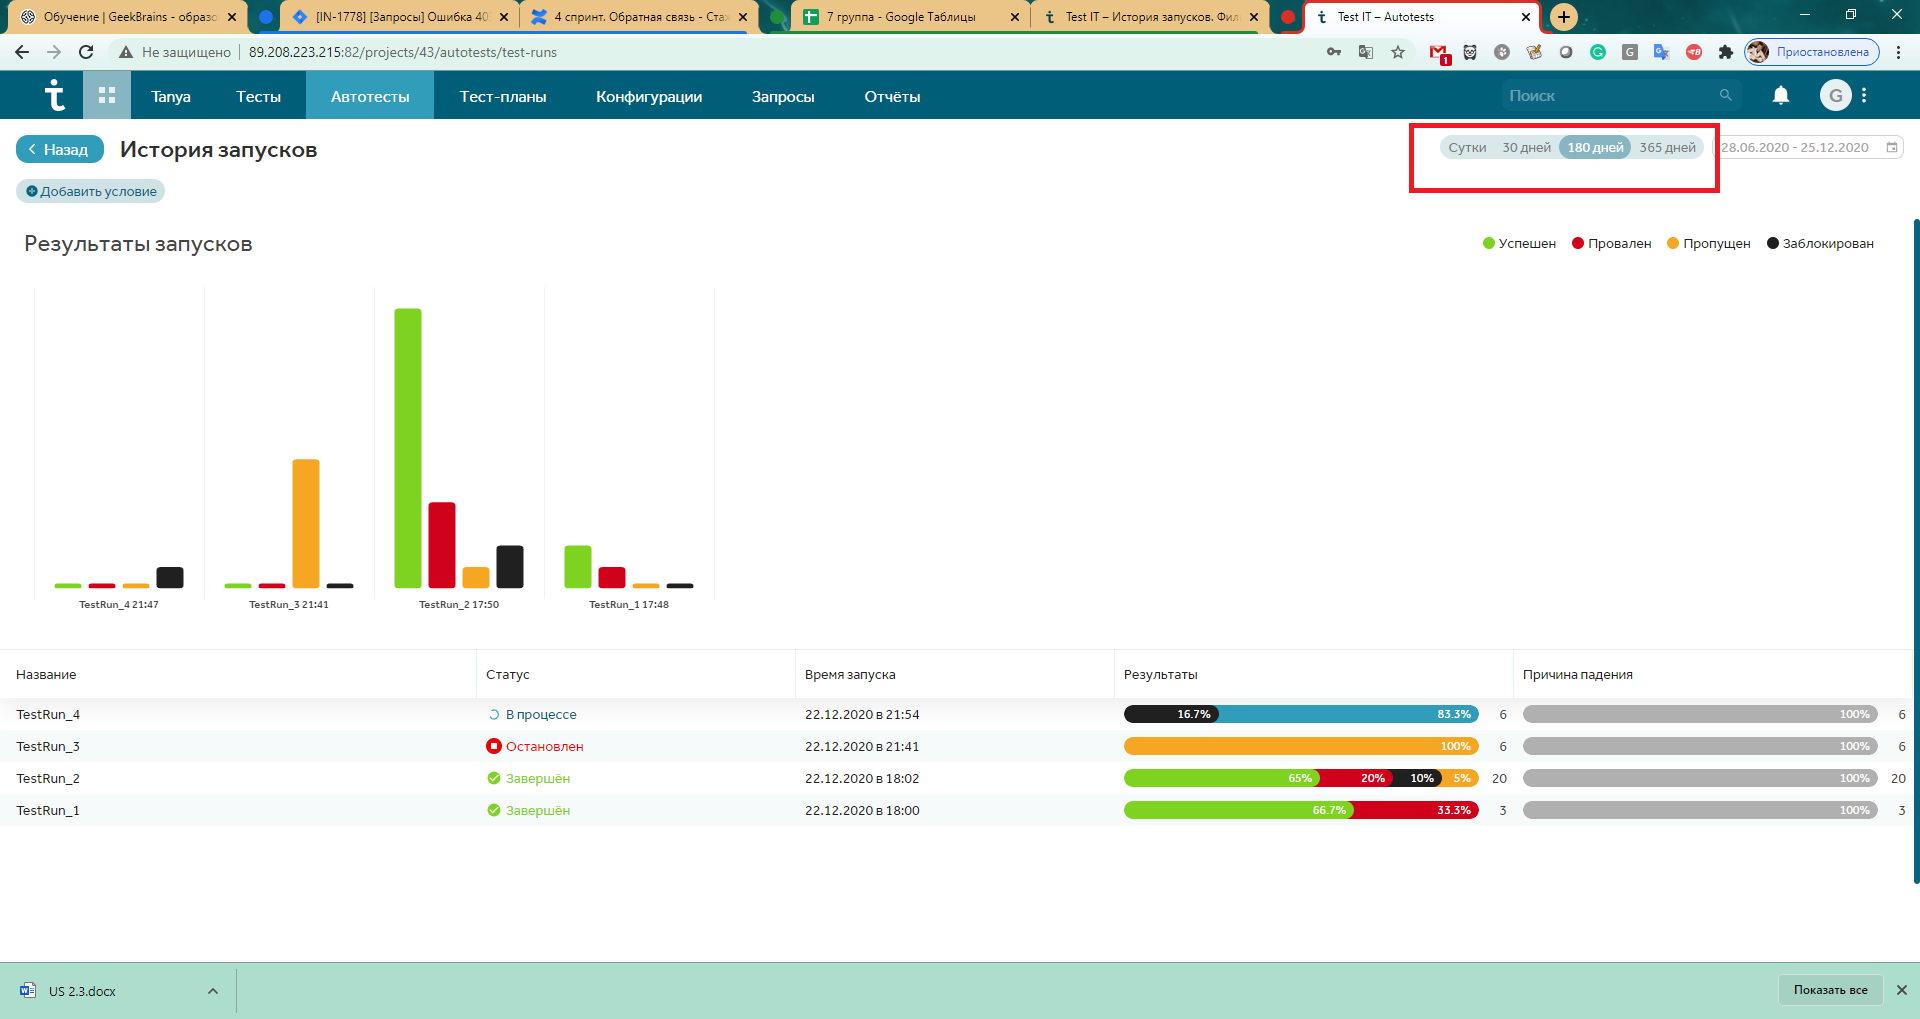 Обучение | GeekBrains - образо
[IN-1778] [Запросы] Ошибка 40
4 спринт. Обратная связь - Ста
7 группа - Google Таблицы
Test IT – История запусков. Фил
Test IT – Autotests
Не защищено
89.208.223.215:82/projects/43/autotests/test-runs
1
Приостановлена
Tanya
Тесты
Автотесты
Тест-планы
Конфигурации
Запросы
Отчёты
Поиск
G
Назад
История запусков
Сутки
30 дней
180 дней
365 дней
28.06.2020 - 25.12.2020
Добавить условие
Результаты запусков
Успешен
Провален
Пропущен
Заблокирован
TestRun_4 21:47
TestRun_3 21:41
TestRun_2 17:50
TestRun_1 17:48
Название Статус Время запуска Результаты Причина падения
TestRun_4 В процессе 22.12.2020 в 21:54 16.7% 83.3% 6 100% 6
TestRun_3 Остановлен 22.12.2020 в 21:41 100% 6 100% 6
TestRun_2 Завершён 22.12.2020 в 18:02 65% 20% 10% 5% 20 100% 20
TestRun_1 Завершён 22.12.2020 в 18:00 66.7% 33.3% 3 100% 3
US 2.3.docx
Показать все